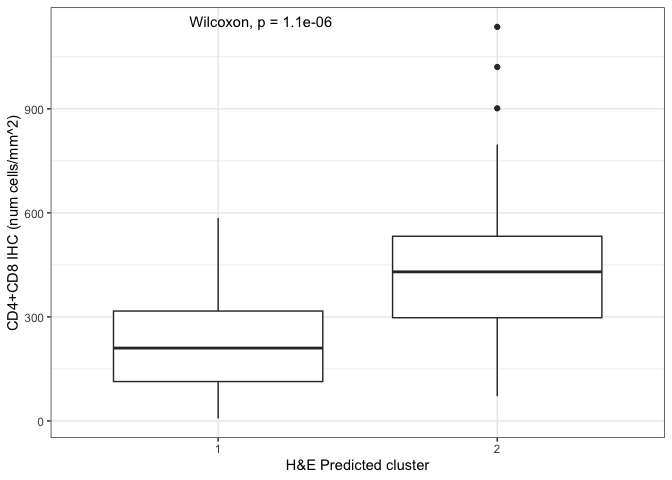 Wilcoxon, p = 1.1e-06
CD4+CD8 IHC (num cells/mm^2)
900
600
300
0
1
2
H&E Predicted cluster